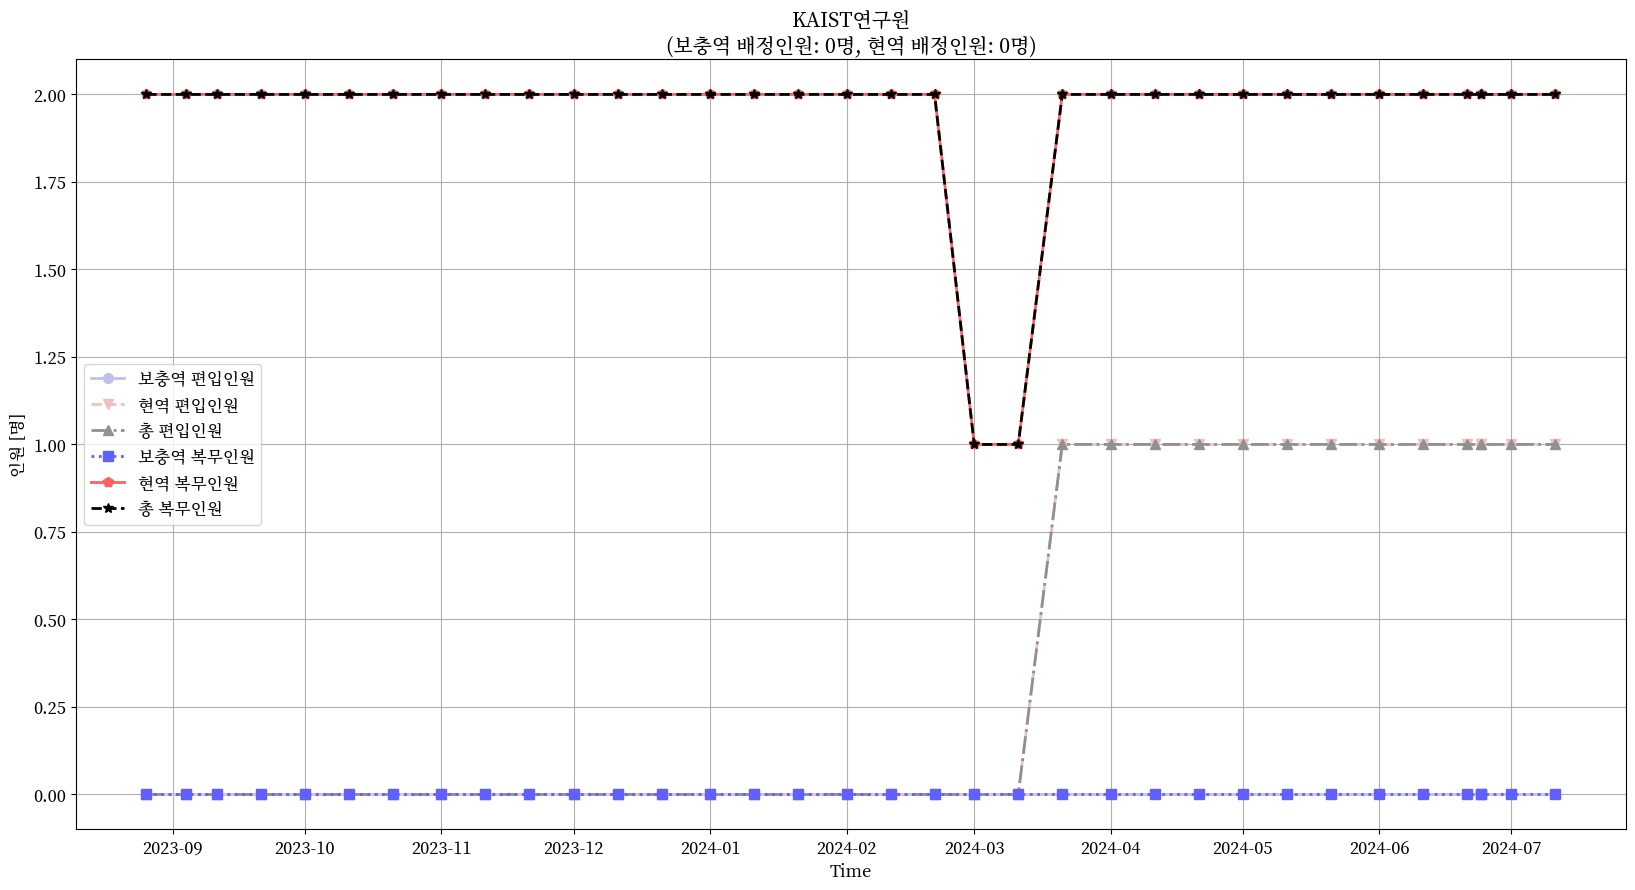 KAIST연구원
(보충역 배정인원: 0명, 현역 배정인원: 0명)
2.00
1.75
1.50
1.25
1.00
0.75
0.50
0.25
0.00
인원 [명]
보충역 편입인원
현역 편입인원
총 편입인원
보충역 복무인원
현역 복무인원
총 복무인원
2023-09
2023-10
2023-11
2023-12
2024-01
2024-02
2024-03
2024-04
2024-05
2024-06
2024-07
Time